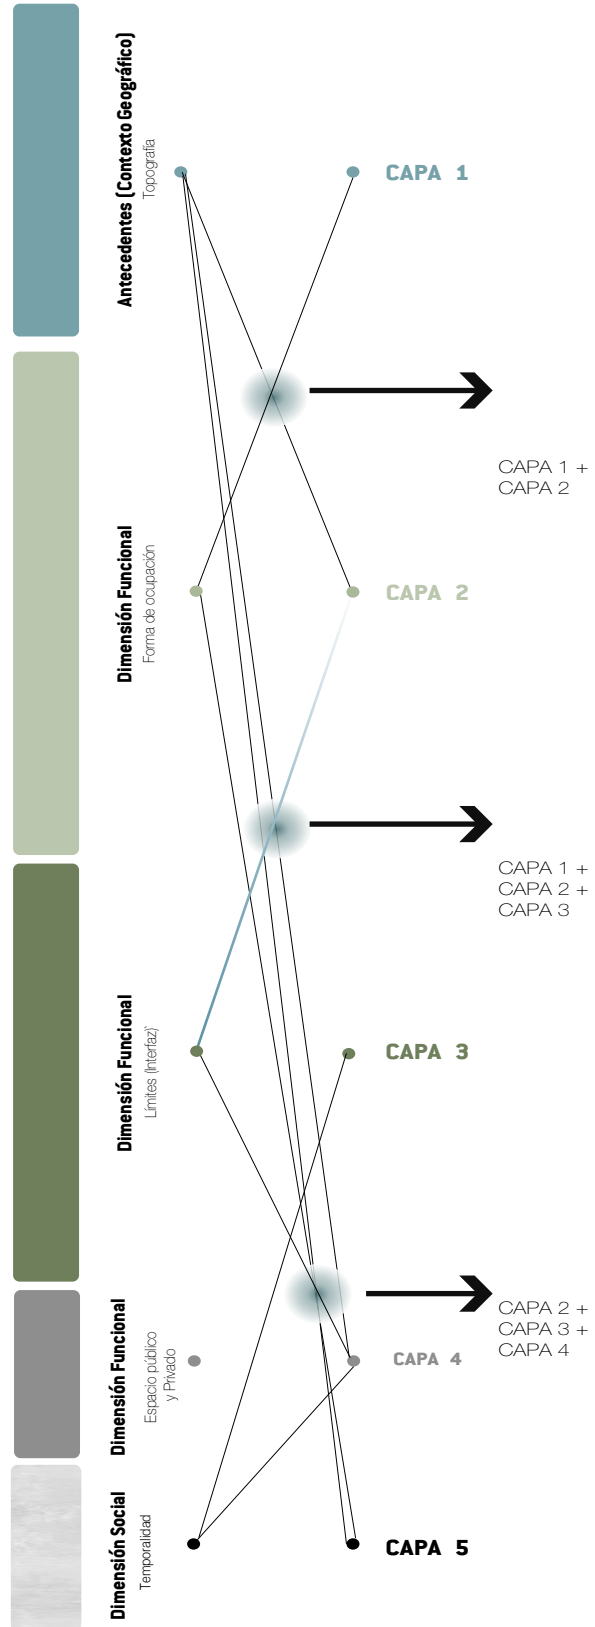 Antecedentes (Contexto Geográfico)
Topografía
CAPA 1
CAPA 1 +
CAPA 2
Dimensión Funcional
Forma de ocupación
CAPA 2
CAPA 1 +
CAPA 2 +
CAPA 3
Dimensión Funcional
Límites (Interfaz)
CAPA 3
CAPA 2 +
CAPA 3 +
CAPA 4
Dimensión Funcional
Espacio público
y Privado
CAPA 4
Dimensión Social
Temporalidad
CAPA 5